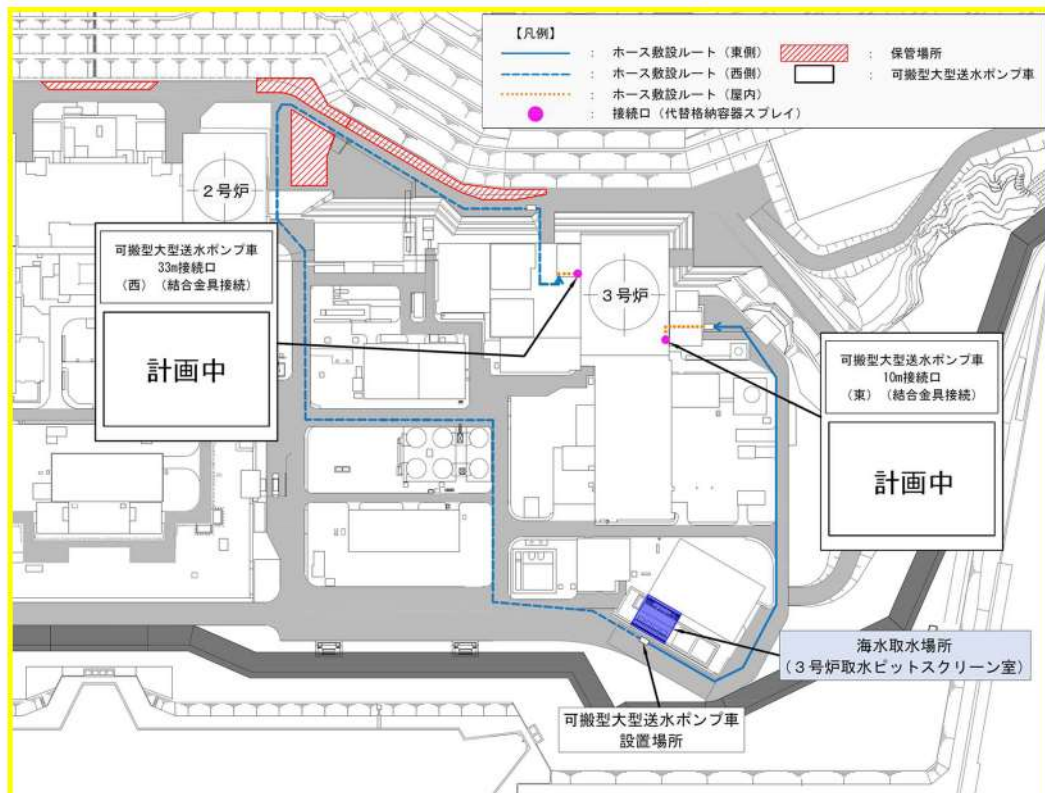 【凡例】
： ホース敷設ルート（東側）
： ホース敷設ルート（西側）
： ホース敷設ルート（屋内）
： 接続口（代替格納容器スプレイ）
： 保管場所
： 可搬型大型送水ポンプ車
２号炉
３号炉
可搬型大型送水ポンプ車
33m接続口
（西）（結合金具接続）
計画中
可搬型大型送水ポンプ車
10m接続口
（東）（結合金具接続）
計画中
海水取水場所
（３号炉取水ピットスクリーン室）
可搬型大型送水ポンプ車
設置場所